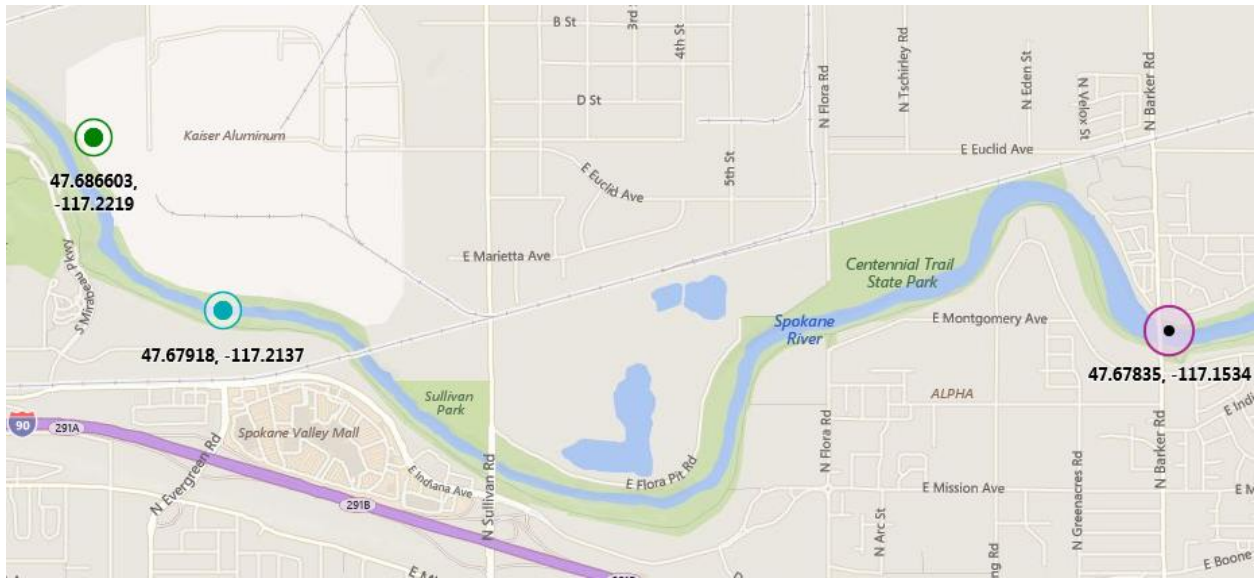 B St
3rd St
4th St
D St
N Flora Rd
N Tschirley Rd
N Eden St
N Velox St
N Barker Rd
Kaiser Aluminum
E Euclid Ave
5th St
E Euclid Ave
47.686603,
-117.2219
S Mirabeau Pkwy
E Marietta Ave
Centennial Trail
State Park
Spokane
River
E Montgomery Ave
47.67918, -117.2137
47.67835, -117.1534
Sullivan
Park
ALPHA
E Indi
90
291A
Spokane Valley Mall
N Evergreen Rd
E Indiana Ave
N Sullivan Rd
E Flora Pit Rd
N Flora Rd
N Greenacres Rd
N Barker Rd
E Mission Ave
E M
291B
N Arc St
ng Rd
E Boone